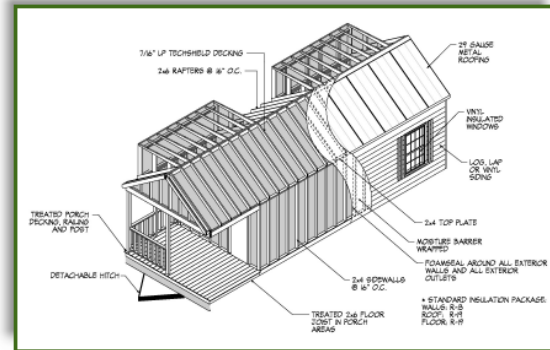 7/16" LP TECHSHIELD DECKING
2x6 RAFTERS @ 16" O.C.
29 GAUGE
METAL
ROOFING
VINYL
INSULATED
WINDOWS
LOG, LAP
OR VINYL
SIDING
TREATED PORCH
DECKING, RAILING
AND POST
DETACHABLE HITCH
2x4 TOP PLATE
MOISTURE BARRIER
WRAPPED
FOAMSEAL AROUND ALL EXTERIOR
WALLS AND ALL EXTERIOR
OUTLETS
2x4 SIDEWALLS
@ 16" O.C.
TREATED 2x6 FLOOR
JOIST IN PORCH
AREAS
* STANDARD INSULATION PACKAGE:
WALLS: R-13
ROOF: R-19
FLOOR: R-19